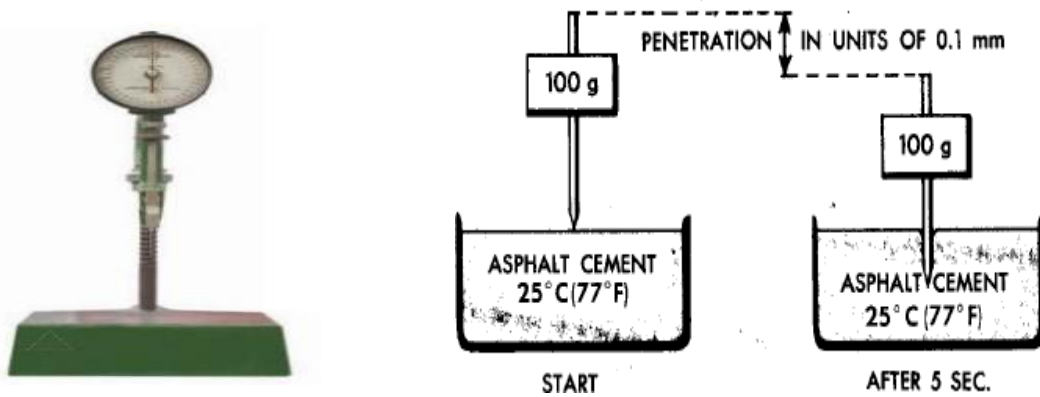 PENETRATION IN UNITS OF 0.1 mm
100 g
100 g
ASPHALT CEMENT
25°C (77°F)
ASPHALT CEMENT
25°C (77°F)
START
AFTER 5 SEC.